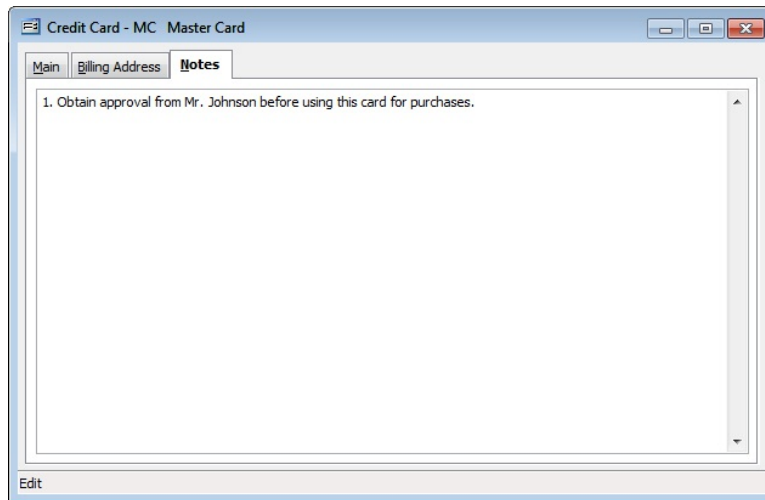 Credit Card - MC   Master Card
Main Billing Address Notes
1. Obtain approval from Mr. Johnson before using this card for purchases.
Edit